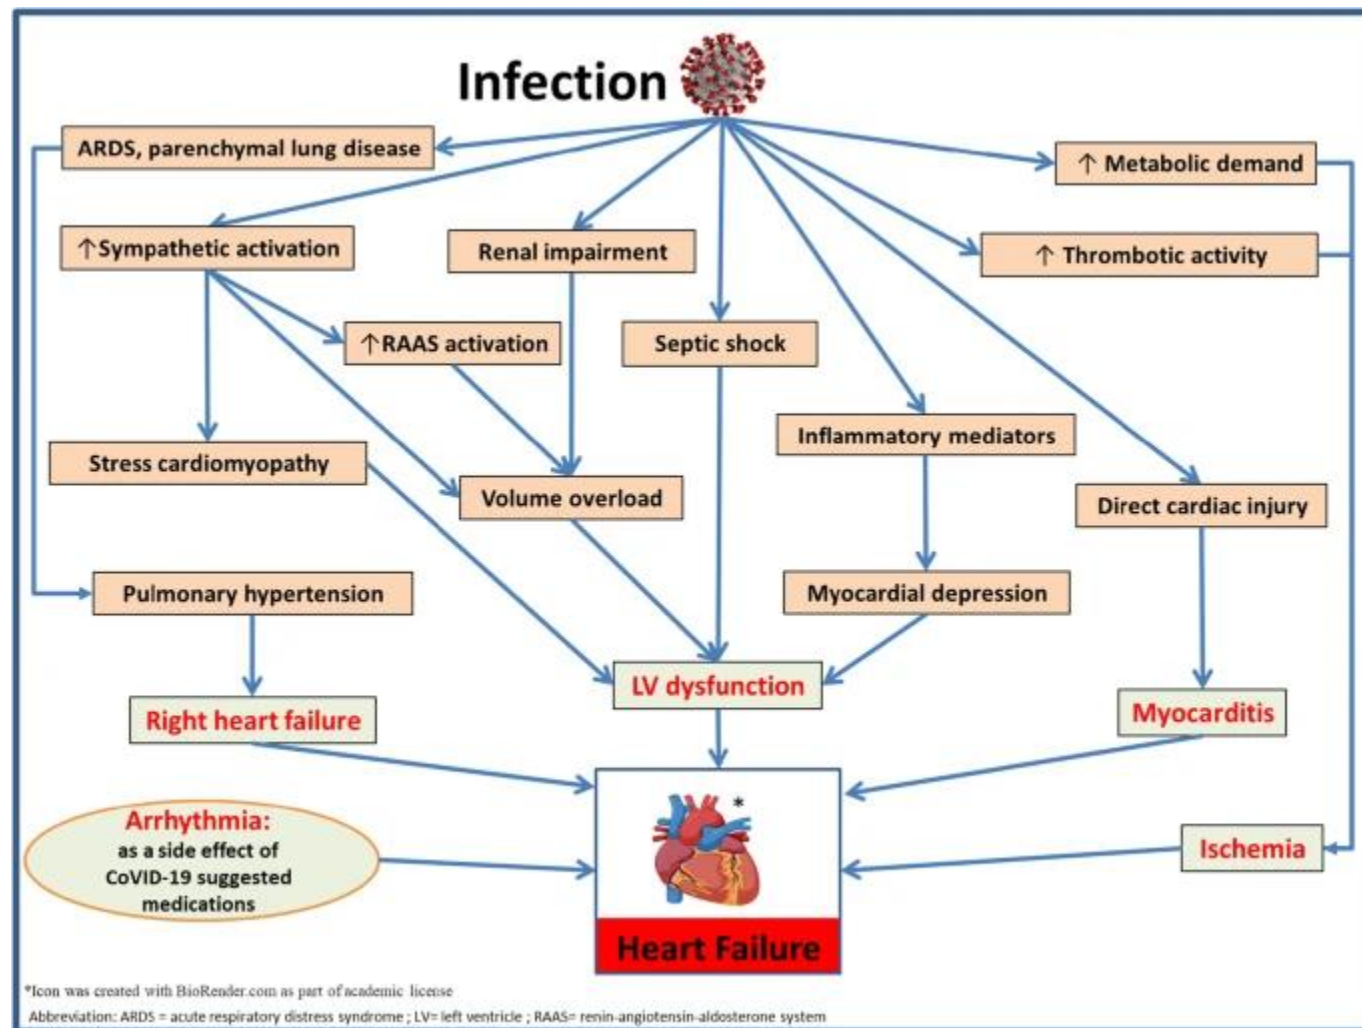 Infection
ARDS, parenchymal lung disease
↑ Metabolic demand
↑Sympathetic activation
Renal impairment
↑ Thrombotic activity
↑RAAS activation
Septic shock
Inflammatory mediators
Stress cardiomyopathy
Volume overload
Direct cardiac injury
Pulmonary hypertension
Myocardial depression
LV dysfunction
Right heart failure
Myocarditis
*
Arrhythmia:
as a side effect of
CoVID-19 suggested
medications
Ischemia
Heart Failure
*Icon was created with BioRender.com as part of academic license
Abbreviation: ARDS = acute respiratory distress syndrome ; LV= left ventricle ; RAAS= renin-angiotensin-aldosterone system